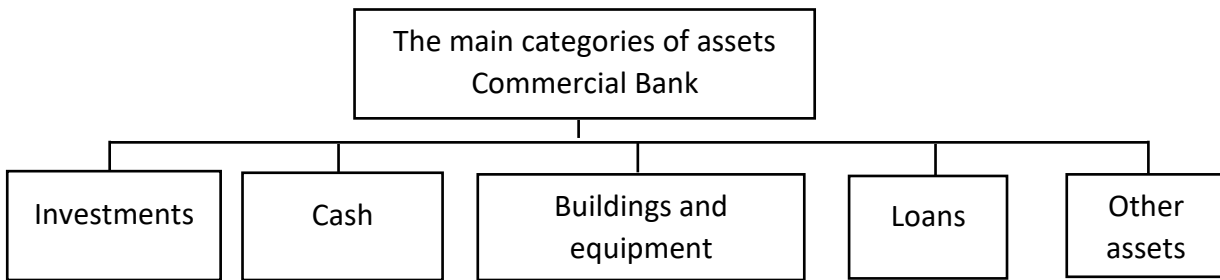 The main categories of assets
Commercial Bank
Investments
Cash
Buildings and
equipment
Loans
Other
assets